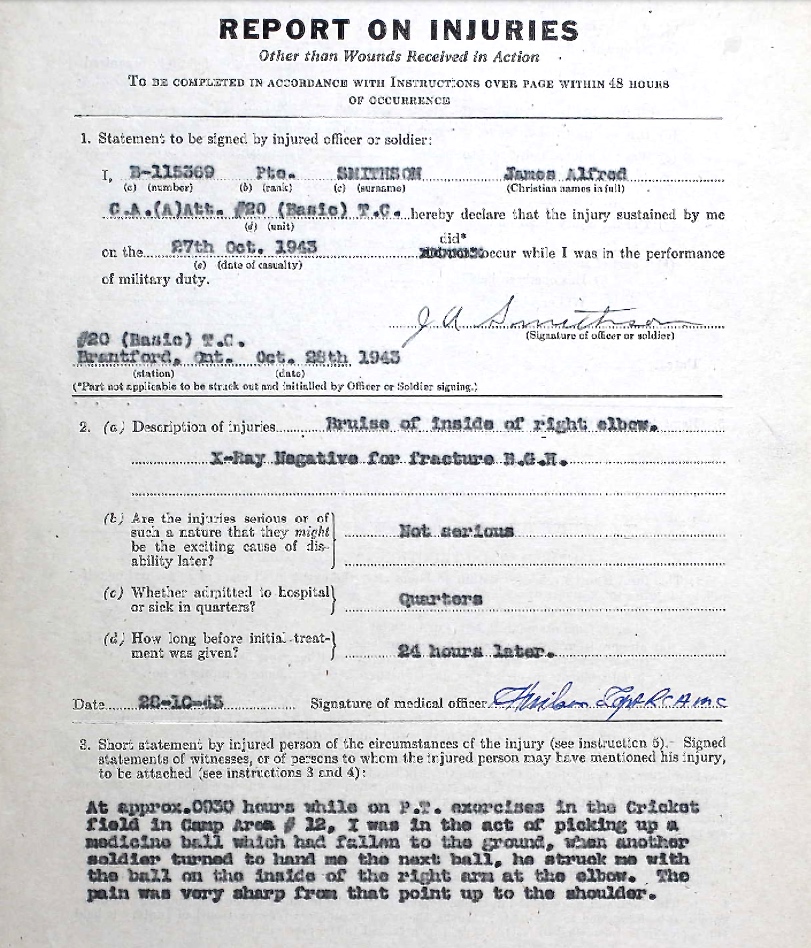 REPORT ON INJURIES
Other than Wounds Received in Action
TO BE COMPLETED IN ACCORDANCE WITH INSTRUCTIONS OVER PAGE WITHIN 48 HOURS
OF OCCURRENCE
1. Statement to be signed by injured officer or soldier:
I, B-115369 Pte. SMITHSON James Alfred
(a) (number) (b) (rank) (c) (surname) (Christian names in full)
C.A.(A)Att. #20 (Basic) T.C. hereby declare that the injury sustained by me
(d) (unit)
did*
on the 27th Oct. 1943 occur while I was in the performance
(e) (date of casualty)
of military duty.
J A Smithson
(Signature of officer or soldier)
#20 (Basic) T.C.
Brantford, Ont. Oct. 28th, 1943
(station) (date)
(*Part not applicable to be struck out and initialled by Officer or Soldier signing.)
2. (a) Description of injuries Bruise of inside of right elbow.
X-Ray Negative for fracture B.G.H.
(b) Are the injuries serious or of
such a nature that they might Not serious
be the exciting cause of dis-
ability later?
(c) Whether admitted to hospital
or sick in quarters? Quarters
(d) How long before initial treat-
ment was given? 24 hours later.
Date 28-10-43 Signature of medical officer RCAMC
3. Short statement by injured person of the circumstances of the injury (see instruction 5). Signed
statements of witnesses, or of persons to whom the injured person may have mentioned his injury,
to be attached (see instructions 3 and 4):
At approx. 0930 hours while on P.T. exercises in the Cricket
field in Camp Area # 12, I was in the act of picking up a
medicine ball which had fallen to the ground, when another
soldier turned to hand me the next ball, he struck me with
the ball on the inside of the right arm at the elbow. The
pain was very sharp from that point up to the shoulder.